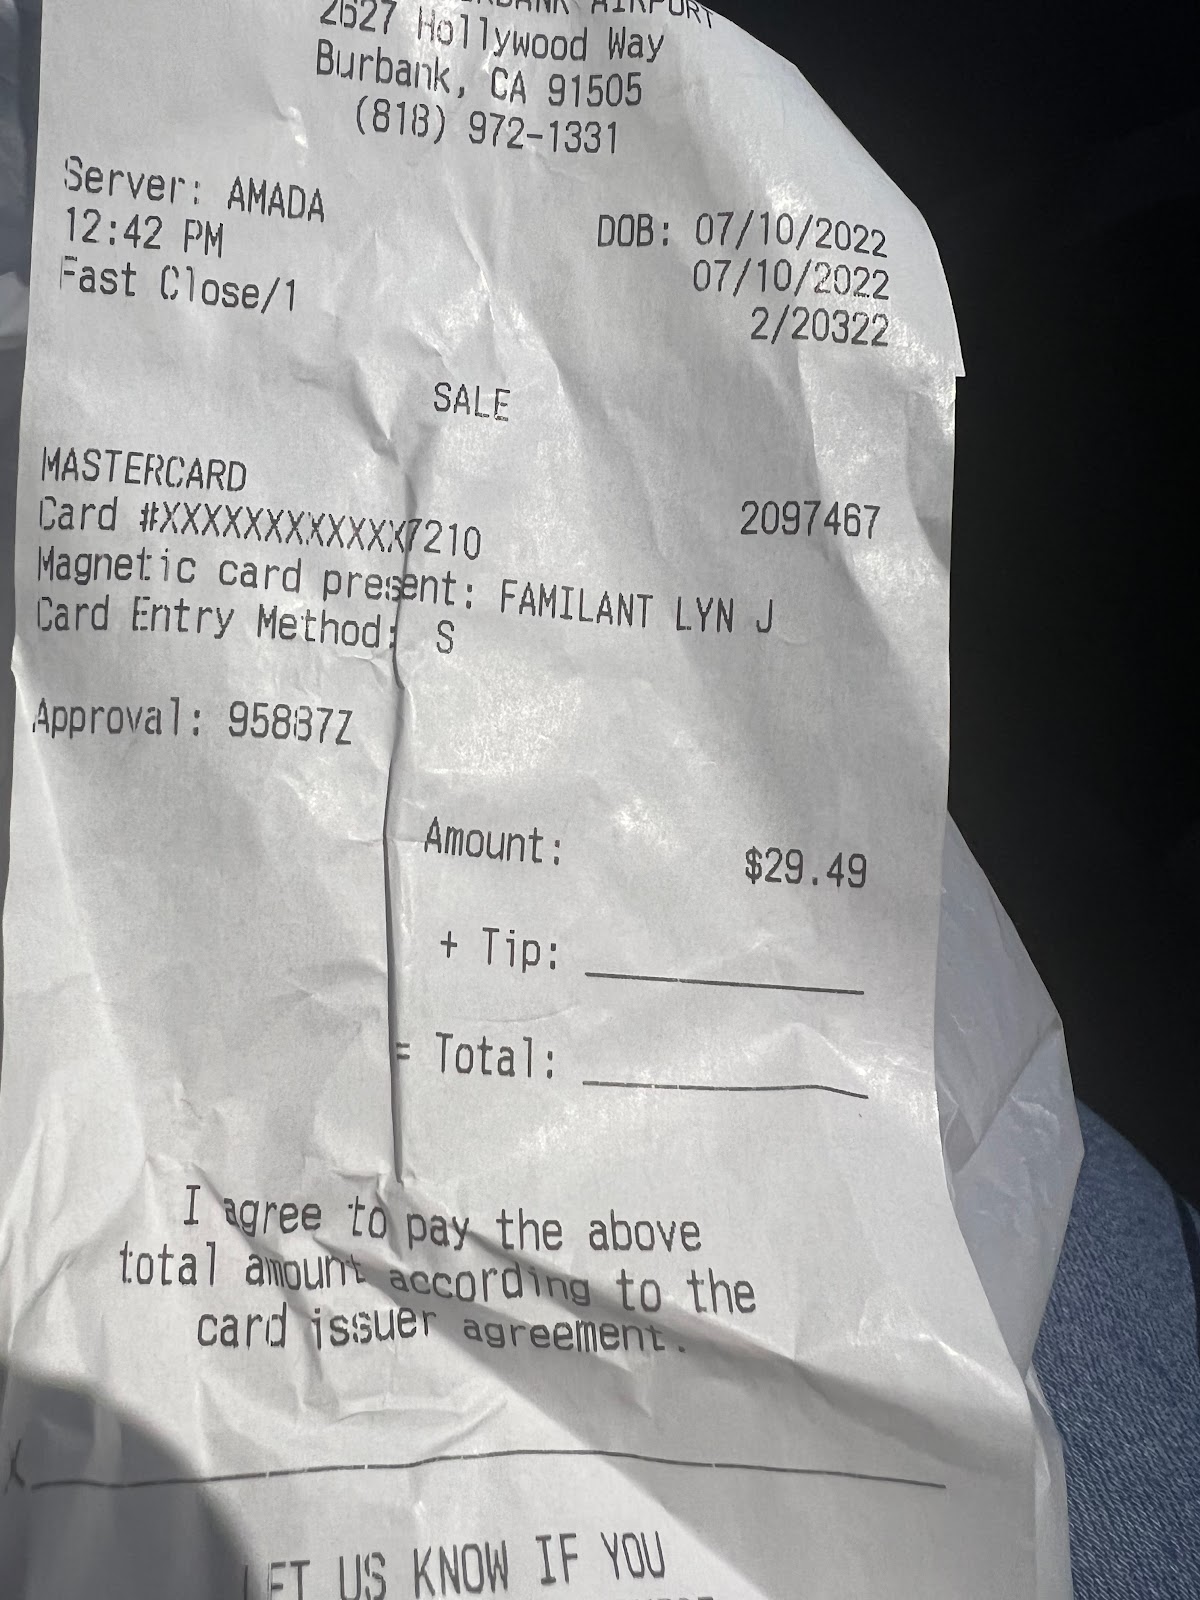 AIRPORT
2627 Hollywood Way
Burbank, CA 91505
(818) 972-1331
Server: AMADA
DOB: 07/10/2022
12:42 PM
07/10/2022
Fast Close/1
2/20322
SALE
MASTERCARD
2097467
Card #XXXXXXXXXXXX7210
Magnetic card present: FAMILANT LYN J
Card Entry Method: S
Approval: 95887Z
Amount: $29.49
+ Tip:
= Total:
I agree to pay the above
total amount according to the
card issuer agreement.
X
LET US KNOW IF YOU